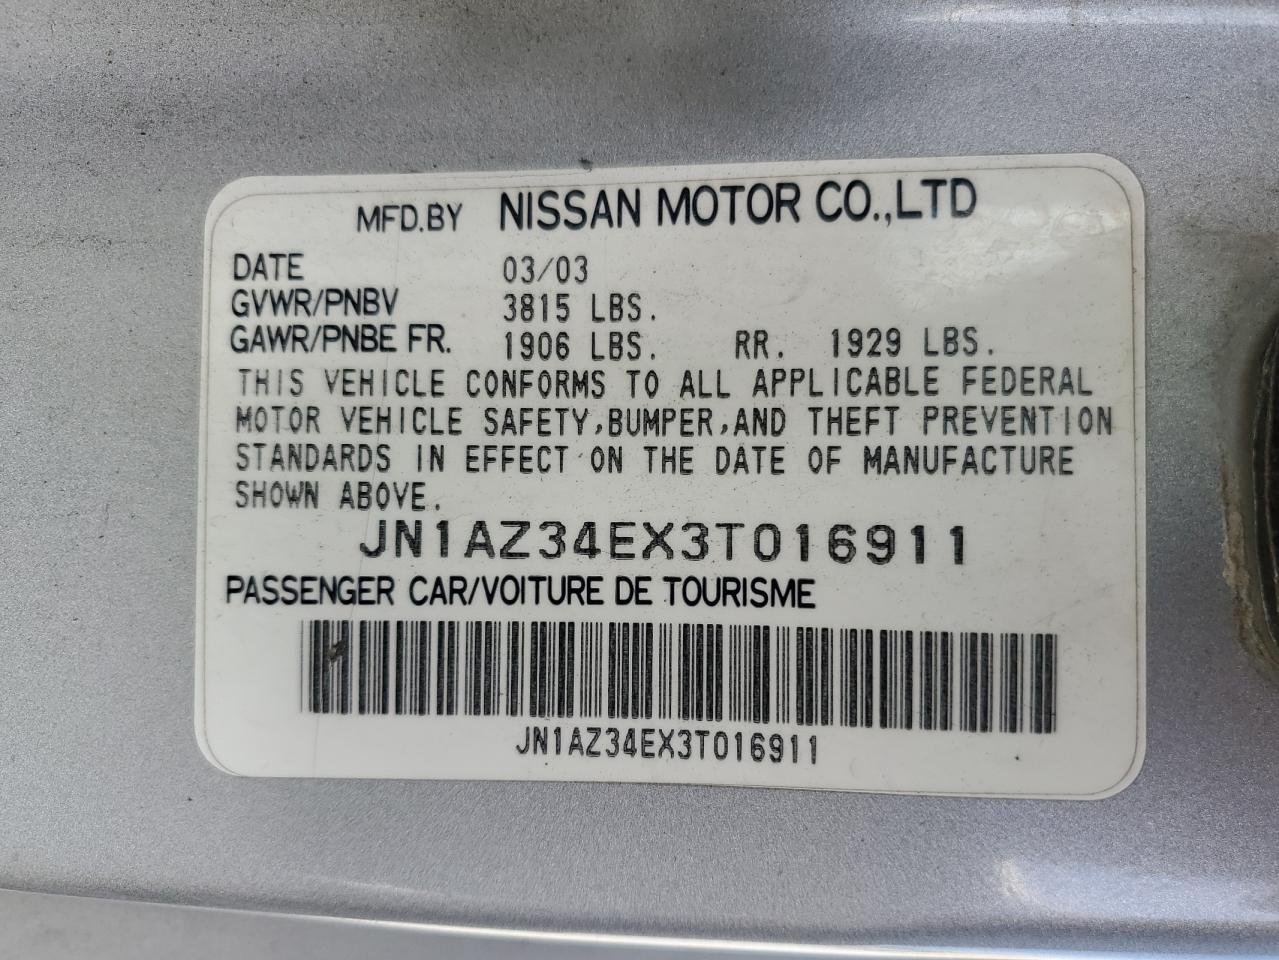 MFD.BY NISSAN MOTOR CO.,LTD
DATE 03/03
GVWR/PNBV 3815 LBS.
GAWR/PNBE FR. 1906 LBS. RR. 1929 LBS.
THIS VEHICLE CONFORMS TO ALL APPLICABLE FEDERAL
MOTOR VEHICLE SAFETY,BUMPER,AND THEFT PREVENTION
STANDARDS IN EFFECT ON THE DATE OF MANUFACTURE
SHOWN ABOVE.
JN1AZ34EX3T016911
PASSENGER CAR/VOITURE DE TOURISME
JN1AZ34EX3T016911